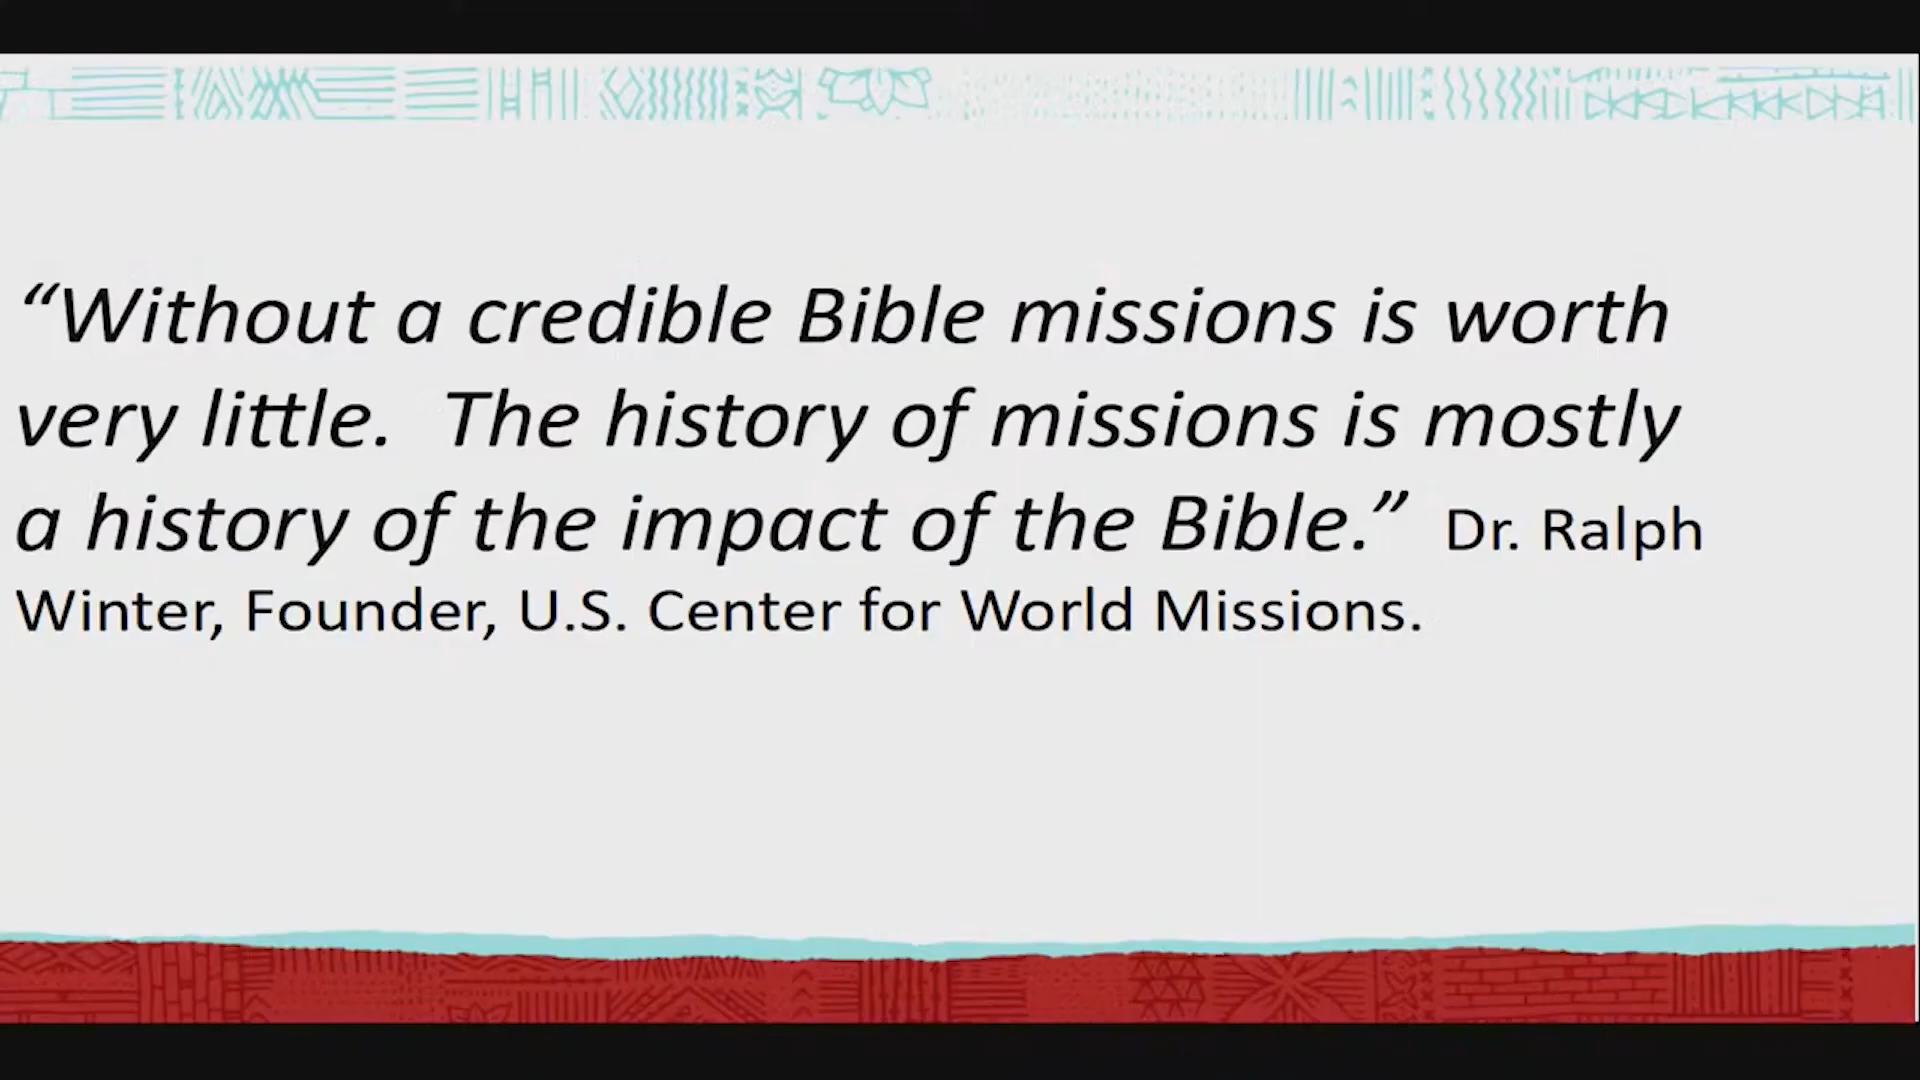 “Without a credible Bible missions is worth
very little.  The history of missions is mostly
a history of the impact of the Bible.”  Dr. Ralph
Winter, Founder, U.S. Center for World Missions.